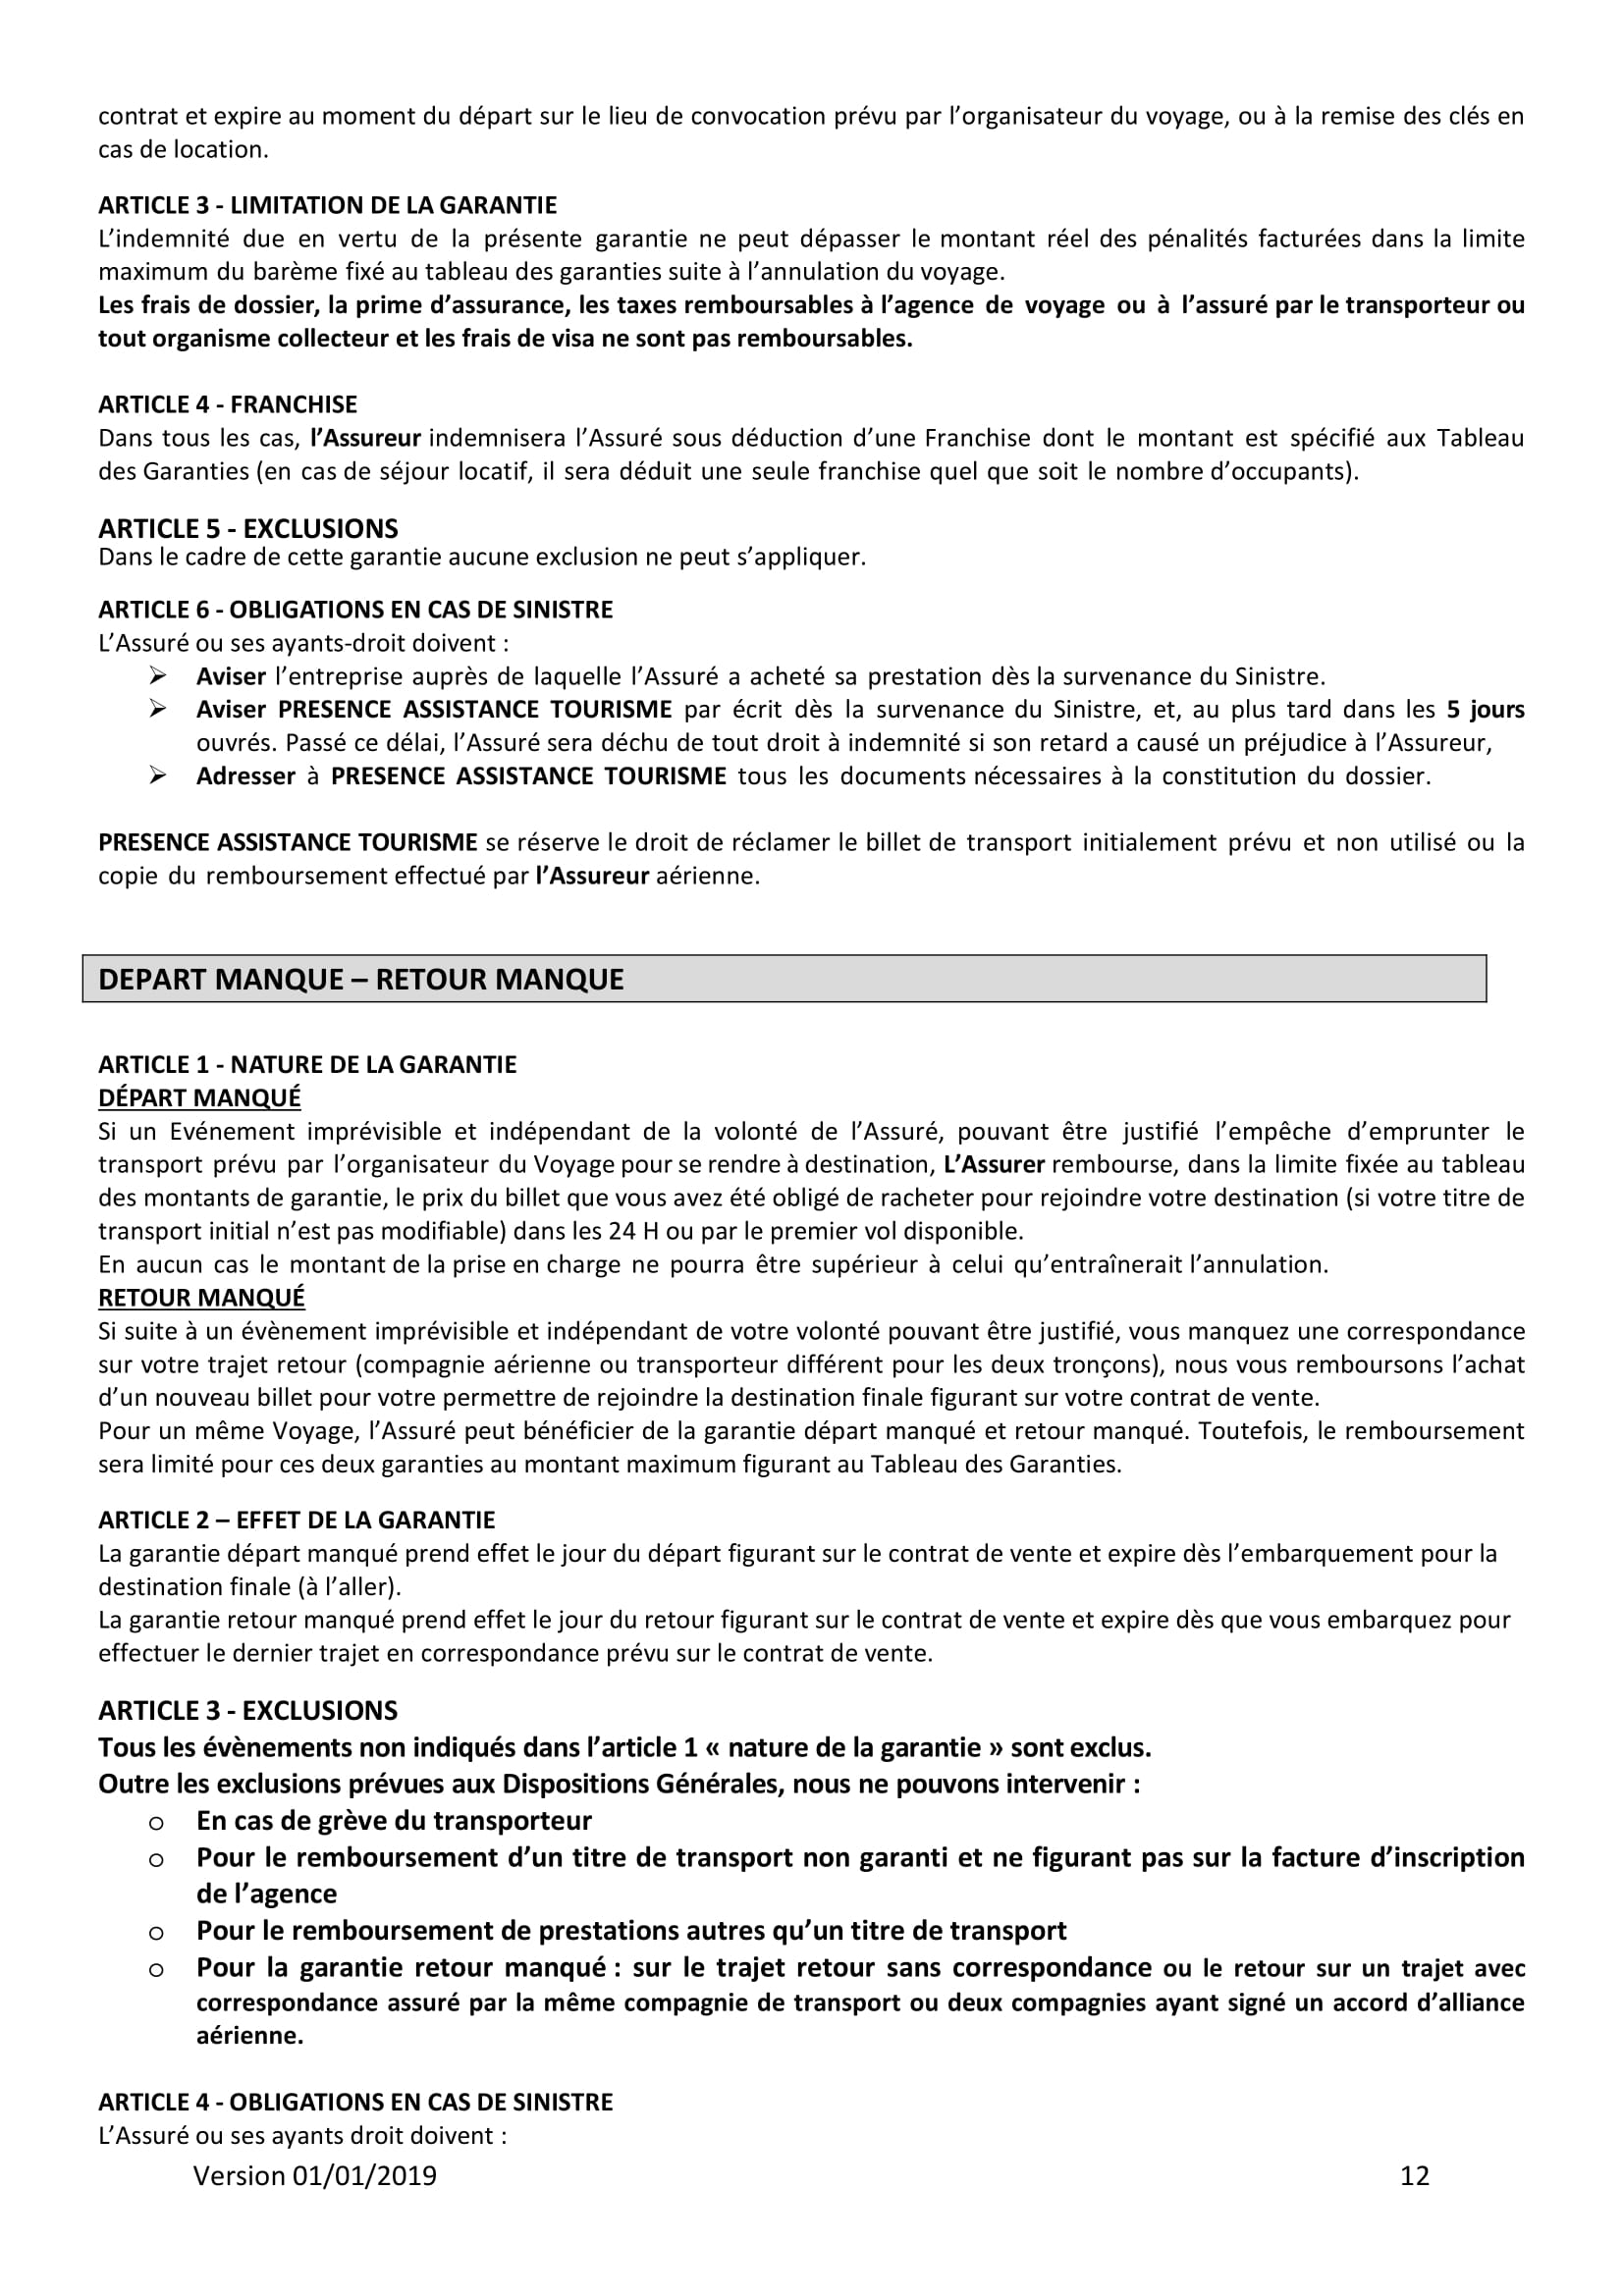 contrat et expire au moment du départ sur le lieu de convocation prévu par l’organisateur du voyage, ou à la remise des clés en
cas de location.
ARTICLE 3 - LIMITATION DE LA GARANTIE
L’indemnité due en vertu de la présente garantie ne peut dépasser le montant réel des pénalités facturées dans la limite
maximum du barème fixé au tableau des garanties suite à l’annulation du voyage.
Les frais de dossier, la prime d’assurance, les taxes remboursables à l’agence de voyage ou à l’assuré par le transporteur ou
tout organisme collecteur et les frais de visa ne sont pas remboursables.
ARTICLE 4 - FRANCHISE
Dans tous les cas, l’Assureur indemnisera l’Assuré sous déduction d’une Franchise dont le montant est spécifié aux Tableau
des Garanties (en cas de séjour locatif, il sera déduit une seule franchise quel que soit le nombre d’occupants).
ARTICLE 5 - EXCLUSIONS
Dans le cadre de cette garantie aucune exclusion ne peut s’appliquer.
ARTICLE 6 - OBLIGATIONS EN CAS DE SINISTRE
L’Assuré ou ses ayants-droit doivent :
➢ Aviser l’entreprise auprès de laquelle l’Assuré a acheté sa prestation dès la survenance du Sinistre.
➢ Aviser PRESENCE ASSISTANCE TOURISME par écrit dès la survenance du Sinistre, et, au plus tard dans les 5 jours
ouvrés. Passé ce délai, l’Assuré sera déchu de tout droit à indemnité si son retard a causé un préjudice à l’Assureur,
➢ Adresser à PRESENCE ASSISTANCE TOURISME tous les documents nécessaires à la constitution du dossier.
PRESENCE ASSISTANCE TOURISME se réserve le droit de réclamer le billet de transport initialement prévu et non utilisé ou la
copie du remboursement effectué par l’Assureur aérienne.
DEPART MANQUE – RETOUR MANQUE
ARTICLE 1 - NATURE DE LA GARANTIE
DÉPART MANQUÉ
Si un Evénement imprévisible et indépendant de la volonté de l’Assuré, pouvant être justifié l’empêche d’emprunter le
transport prévu par l’organisateur du Voyage pour se rendre à destination, L’Assurer rembourse, dans la limite fixée au tableau
des montants de garantie, le prix du billet que vous avez été obligé de racheter pour rejoindre votre destination (si votre titre de
transport initial n’est pas modifiable) dans les 24 H ou par le premier vol disponible.
En aucun cas le montant de la prise en charge ne pourra être supérieur à celui qu’entraînerait l’annulation.
RETOUR MANQUÉ
Si suite à un évènement imprévisible et indépendant de votre volonté pouvant être justifié, vous manquez une correspondance
sur votre trajet retour (compagnie aérienne ou transporteur différent pour les deux tronçons), nous vous remboursons l’achat
d’un nouveau billet pour votre permettre de rejoindre la destination finale figurant sur votre contrat de vente.
Pour un même Voyage, l’Assuré peut bénéficier de la garantie départ manqué et retour manqué. Toutefois, le remboursement
sera limité pour ces deux garanties au montant maximum figurant au Tableau des Garanties.
ARTICLE 2 – EFFET DE LA GARANTIE
La garantie départ manqué prend effet le jour du départ figurant sur le contrat de vente et expire dès l’embarquement pour la
destination finale (à l’aller).
La garantie retour manqué prend effet le jour du retour figurant sur le contrat de vente et expire dès que vous embarquez pour
effectuer le dernier trajet en correspondance prévu sur le contrat de vente.
ARTICLE 3 - EXCLUSIONS
Tous les évènements non indiqués dans l’article 1 « nature de la garantie » sont exclus.
Outre les exclusions prévues aux Dispositions Générales, nous ne pouvons intervenir :
o En cas de grève du transporteur
o Pour le remboursement d’un titre de transport non garanti et ne figurant pas sur la facture d’inscription
de l’agence
o Pour le remboursement de prestations autres qu’un titre de transport
o Pour la garantie retour manqué : sur le trajet retour sans correspondance ou le retour sur un trajet avec
correspondance assuré par la même compagnie de transport ou deux compagnies ayant signé un accord d’alliance
aérienne.
ARTICLE 4 - OBLIGATIONS EN CAS DE SINISTRE
L’Assuré ou ses ayants droit doivent :
Version 01/01/2019 12